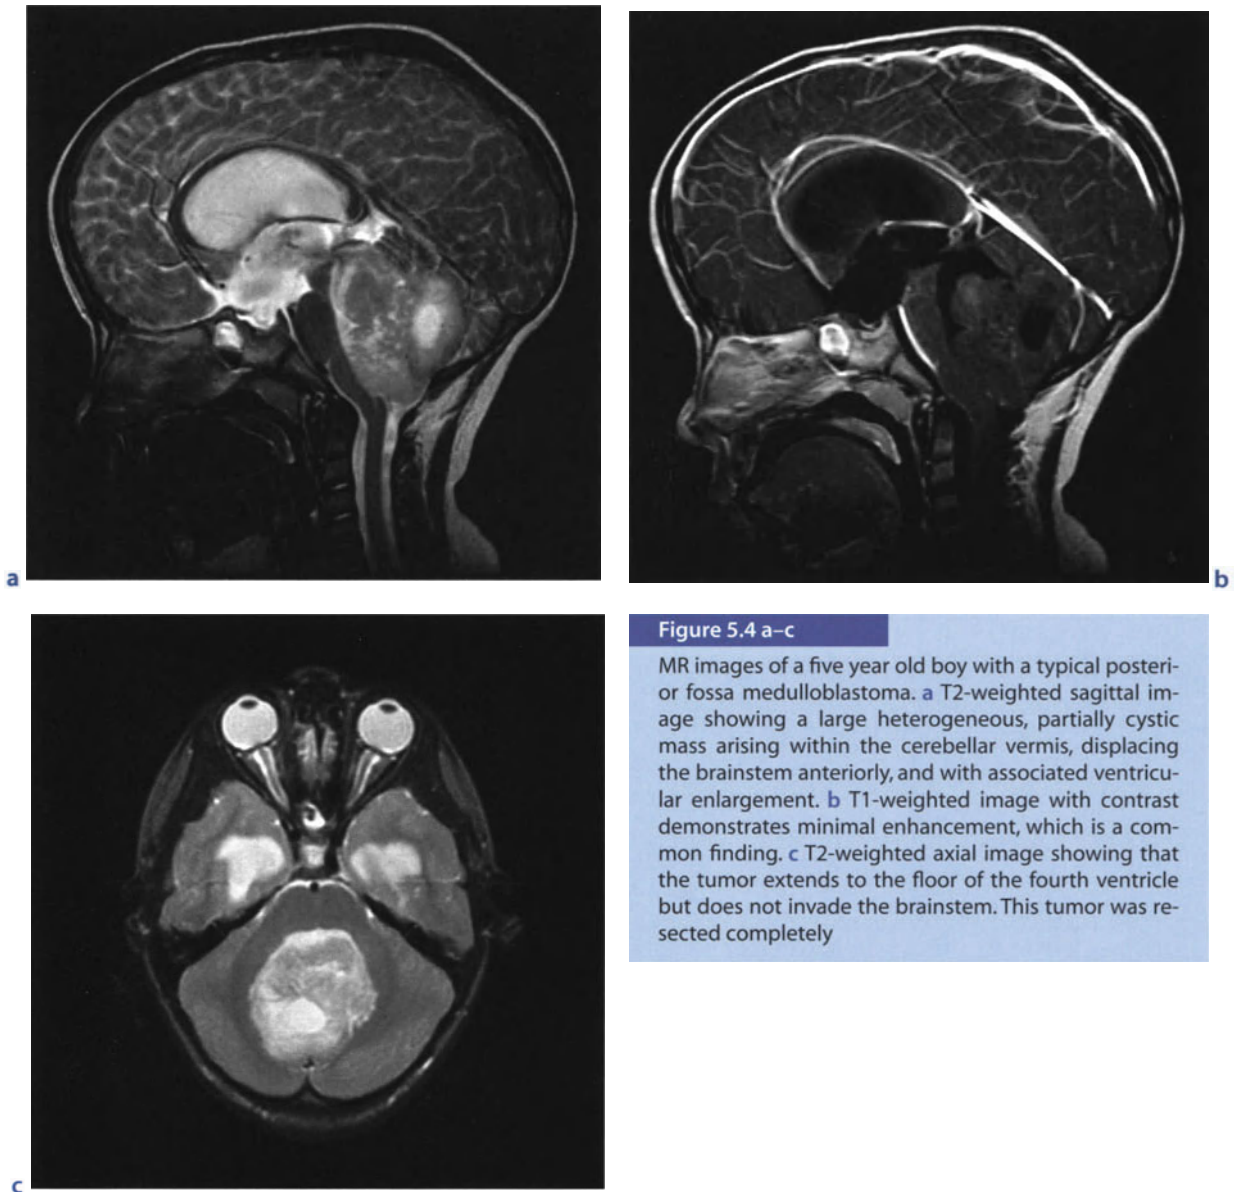 a
b
c
Figure 5.4 a–c
MR images of a five year old boy with a typical posteri-
or fossa medulloblastoma. a T2-weighted sagittal im-
age showing a large heterogeneous, partially cystic
mass arising within the cerebellar vermis, displacing
the brainstem anteriorly, and with associated ventricu-
lar enlargement. b T1-weighted image with contrast
demonstrates minimal enhancement, which is a com-
mon finding. c T2-weighted axial image showing that
the tumor extends to the floor of the fourth ventricle
but does not invade the brainstem. This tumor was re-
sected completely